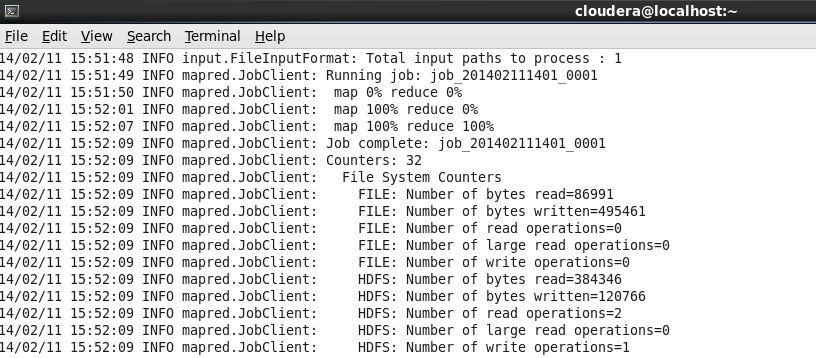 cloudera@localhost:~
File Edit View Search Terminal Help
14/02/11 15:51:48 INFO input.FileInputFormat: Total input paths to process : 1
14/02/11 15:51:49 INFO mapred.JobClient: Running job: job_201402111401_0001
14/02/11 15:51:50 INFO mapred.JobClient:  map 0% reduce 0%
14/02/11 15:52:01 INFO mapred.JobClient:  map 100% reduce 0%
14/02/11 15:52:07 INFO mapred.JobClient:  map 100% reduce 100%
14/02/11 15:52:09 INFO mapred.JobClient: Job complete: job_201402111401_0001
14/02/11 15:52:09 INFO mapred.JobClient: Counters: 32
14/02/11 15:52:09 INFO mapred.JobClient:   File System Counters
14/02/11 15:52:09 INFO mapred.JobClient:     FILE: Number of bytes read=86991
14/02/11 15:52:09 INFO mapred.JobClient:     FILE: Number of bytes written=495461
14/02/11 15:52:09 INFO mapred.JobClient:     FILE: Number of read operations=0
14/02/11 15:52:09 INFO mapred.JobClient:     FILE: Number of large read operations=0
14/02/11 15:52:09 INFO mapred.JobClient:     FILE: Number of write operations=0
14/02/11 15:52:09 INFO mapred.JobClient:     HDFS: Number of bytes read=384346
14/02/11 15:52:09 INFO mapred.JobClient:     HDFS: Number of bytes written=120766
14/02/11 15:52:09 INFO mapred.JobClient:     HDFS: Number of read operations=2
14/02/11 15:52:09 INFO mapred.JobClient:     HDFS: Number of large read operations=0
14/02/11 15:52:09 INFO mapred.JobClient:     HDFS: Number of write operations=1